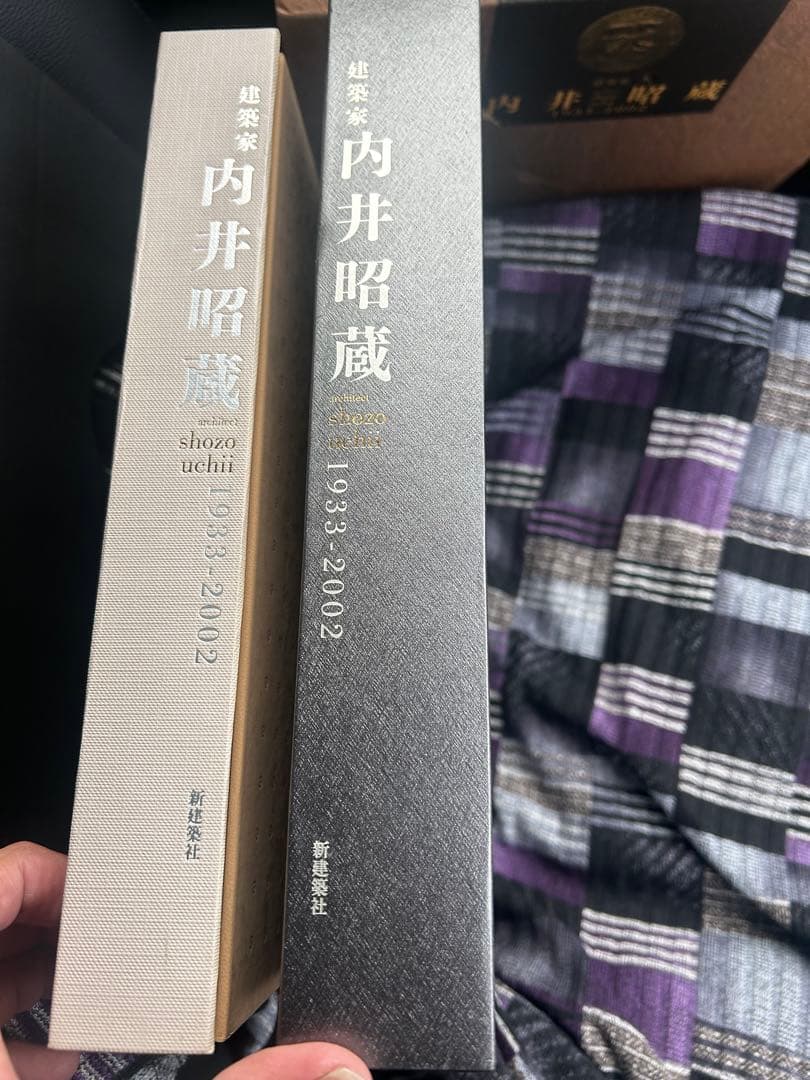 建築家
内井昭蔵
architect
shozo
uchii
1933-2002
新建築社
建築家
内井昭蔵
architect
shozo
uchii
1933-2002
新建築社
内井昭蔵